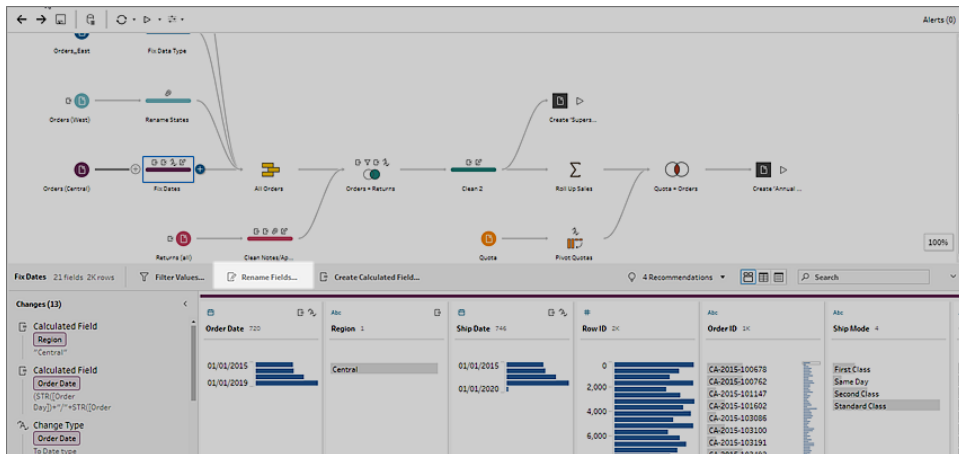 Alerts (0)
Orders_East
Fix Data Type
Orders (West)
Rename States
Create 'Supers...
Orders (Central)
Fix Dates
All Orders
Orders + Returns
Clean 2
Roll Up Sales
Quota + Orders
Create 'Annual ...
Returns (all)
Clean Notes/Ap...
Quota
Pivot Quotas
100%
Fix Dates 21 fields 2K rows
Filter Values...
Rename Fields...
Create Calculated Field...
4 Recommendations
Search
Changes (13)
Calculated Field
Region
"Central"
Calculated Field
Order Date
(STR([Order
Day])+"/"+STR([Order
Change Type
Order Date
To Date type
Order Date 720
01/01/2015
01/01/2019
Abc
Region 1
Central
Ship Date 746
01/01/2015
01/01/2020
#
Row ID 2K
0
2,000
4,000
6,000
Abc
Order ID 1K
CA-2015-100678
CA-2015-100762
CA-2015-101147
CA-2015-101602
CA-2015-103086
CA-2015-103100
CA-2015-103191
Abc
Ship Mode 4
First Class
Same Day
Second Class
Standard Class